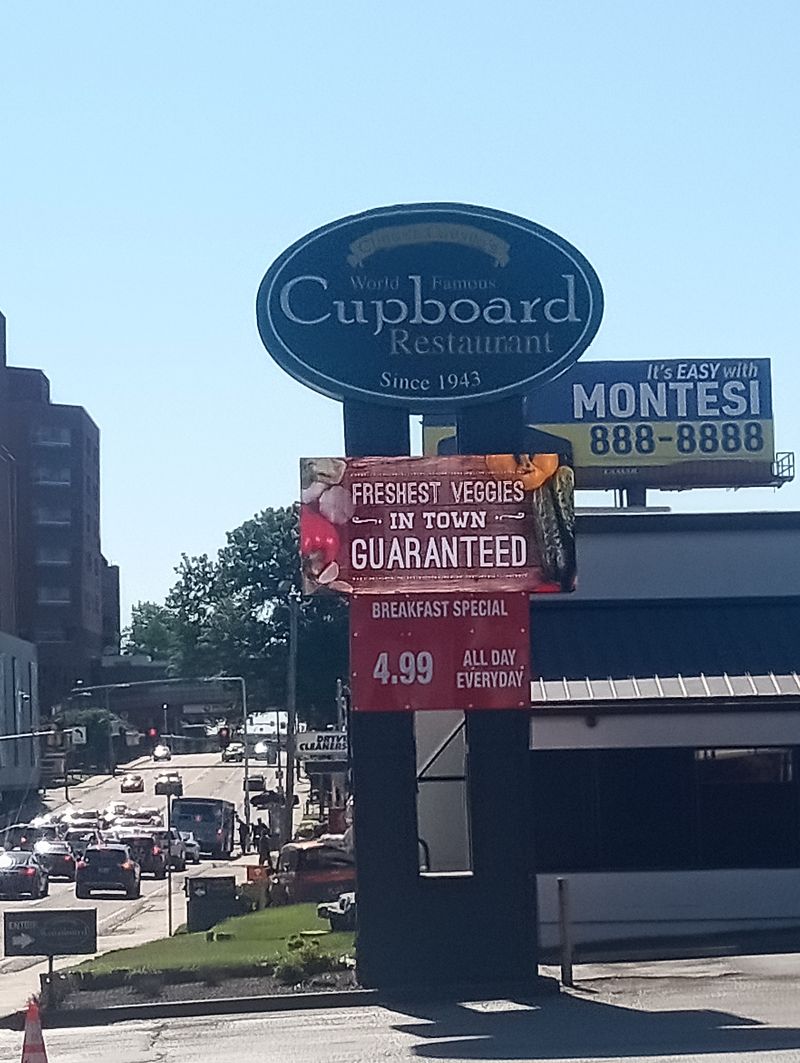 World Famous
Cupboard
Restaurant
Since 1943
It's EASY with
MONTESI
888-8888
FRESHEST VEGGIES
IN TOWN
GUARANTEED
BREAKFAST SPECIAL
4.99
ALL DAY
EVERYDAY
CLEANERS
ENTER